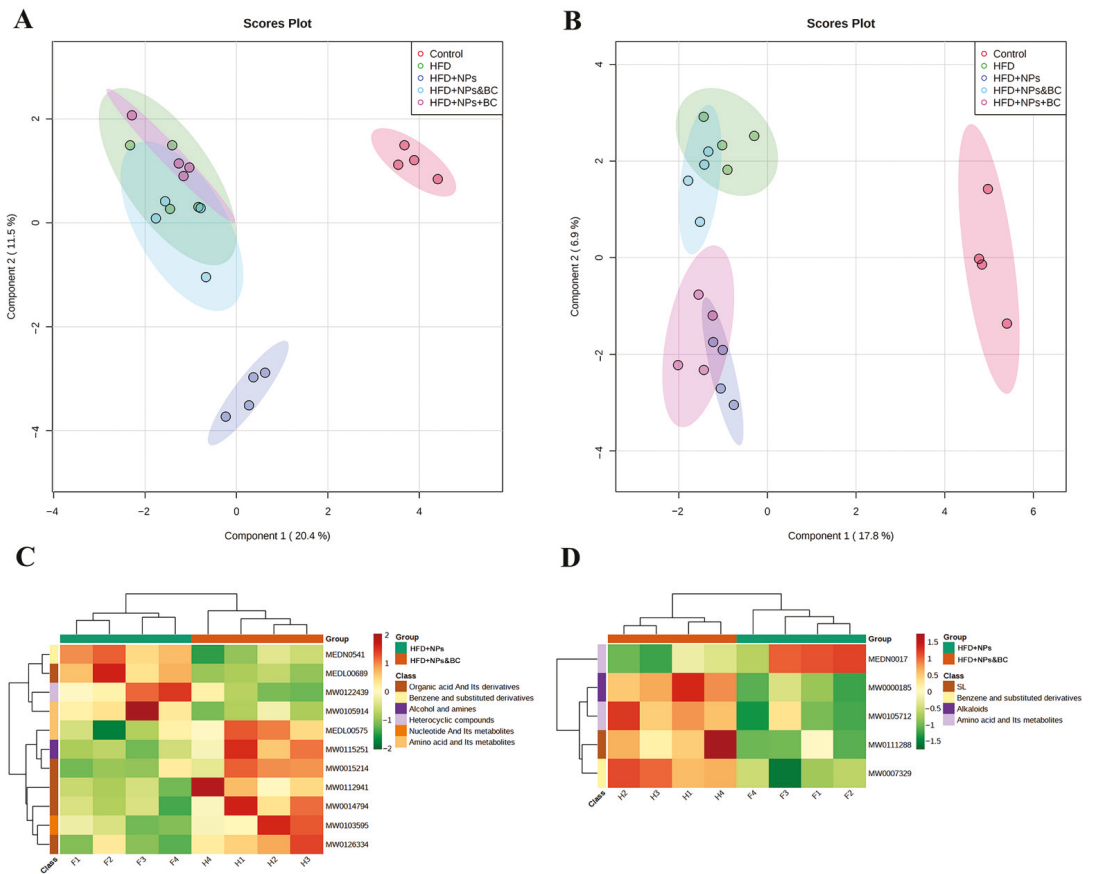 A
Scores Plot
Control
HFD
HFD+NPs
HFD+NPs&BC
HFD+NPs+BC
Component 2 ( 11.5 %)
2
0
−2
−4
−4
−2
0
2
4
Component 1 ( 20.4 %)
B
Scores Plot
Control
HFD
HFD+NPs
HFD+NPs&BC
HFD+NPs+BC
Component 2 ( 6.9 %)
4
2
0
−2
−4
−2
0
2
4
6
Component 1 ( 17.8 %)
C
Group
MEDN0541
MEDL00689
MW0122439
MW0105914
MEDL00575
MW0115251
MW0015214
MW0112941
MW0014794
MW0103595
MW0126334
Class
F1
F2
F3
F4
H4
H1
H2
H3
2
1
0
−1
−2
Group
HFD+NPs
HFD+NPs&BC
Class
Organic acid And Its derivatives
Benzene and substituted derivatives
Alcohol and amines
Heterocyclic compounds
Nucleotide And Its metabolites
Amino acid and Its metabolites
D
Group
MEDN0017
MW0000185
MW0105712
MW0111288
MW0007329
Class
H2
H3
H1
H4
F4
F3
F1
F2
1.5
1
0.5
0
−0.5
−1
−1.5
Group
HFD+NPs
HFD+NPs&BC
Class
SL
Benzene and substituted derivatives
Alkaloids
Amino acid and Its metabolites